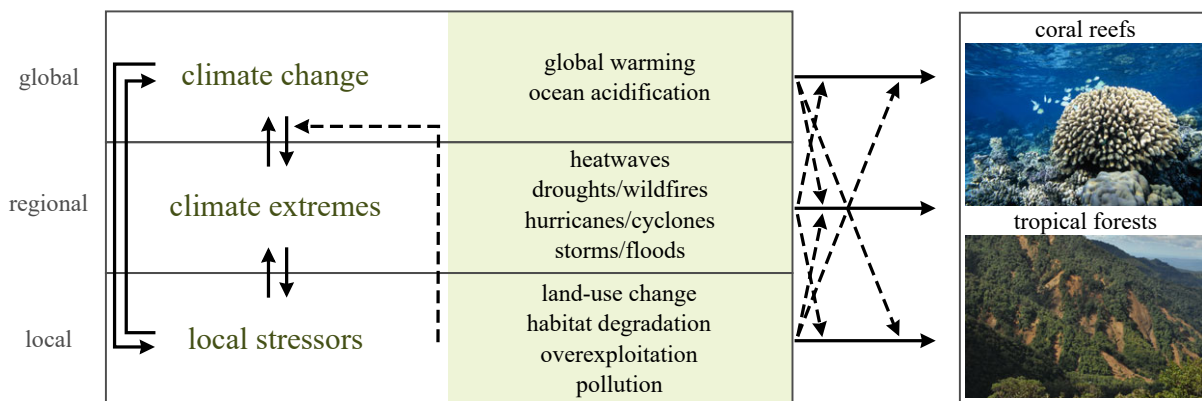 global
climate change
global warming
ocean acidification
regional
climate extremes
heatwaves
droughts/wildfires
hurricanes/cyclones
storms/floods
local
local stressors
land-use change
habitat degradation
overexploitation
pollution
coral reefs
tropical forests